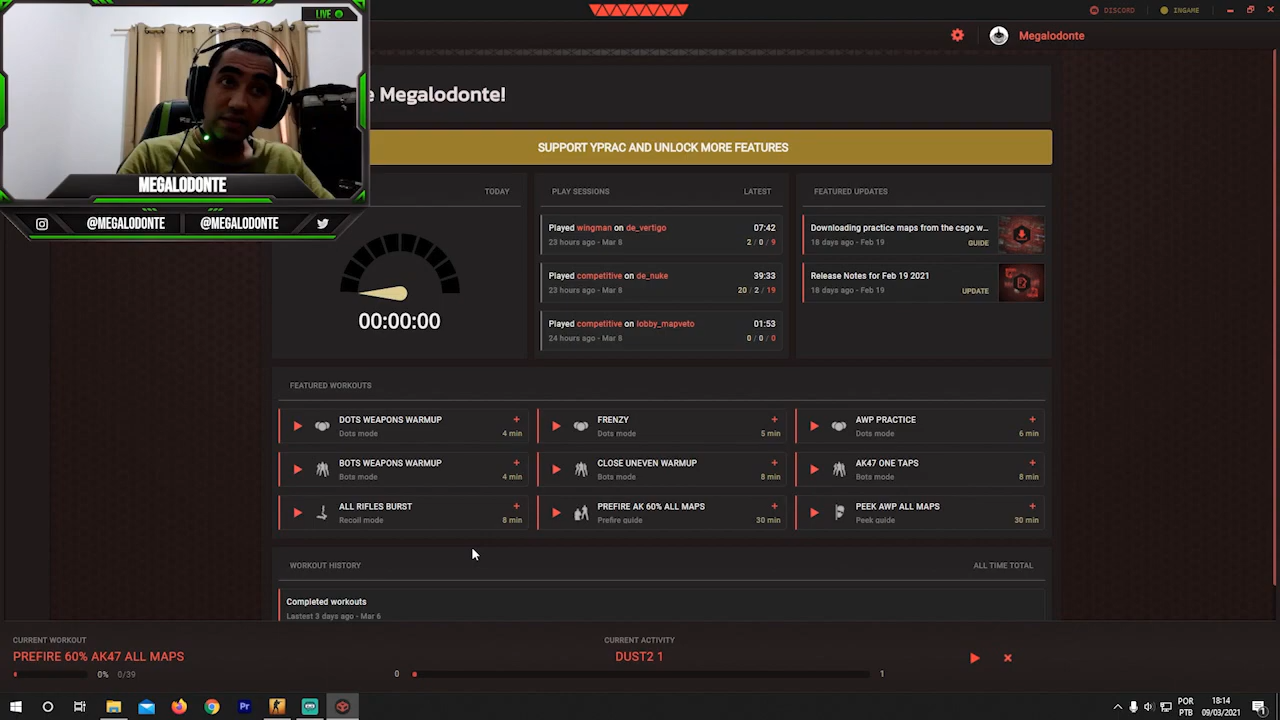 LIVE
DISCORD
INGAME
Megalodonte
e Megalodonte!
SUPPORT YPRAC AND UNLOCK MORE FEATURES
MEGALODONTE
@MEGALODONTE
@MEGALODONTE
TODAY
00:00:00
PLAY SESSIONS
LATEST
Played wingman on de_vertigo
07:42
23 hours ago - Mar 8
2 / 0 / 9
Played competitive on de_nuke
39:33
23 hours ago - Mar 8
20 / 2 / 19
Played competitive on lobby_mapveto
01:53
24 hours ago - Mar 8
0 / 0 / 0
FEATURED UPDATES
Downloading practice maps from the csgo w...
18 days ago - Feb 19
GUIDE
Release Notes for Feb 19 2021
18 days ago - Feb 19
UPDATE
FEATURED WORKOUTS
DOTS WEAPONS WARMUP
Dots mode
4 min
FRENZY
Dots mode
5 min
AWP PRACTICE
Dots mode
6 min
BOTS WEAPONS WARMUP
Bots mode
4 min
CLOSE UNEVEN WARMUP
Bots mode
8 min
AK47 ONE TAPS
Bots mode
8 min
ALL RIFLES BURST
Recoil mode
8 min
PREFIRE AK 60% ALL MAPS
Prefire guide
30 min
PEEK AWP ALL MAPS
Peek guide
30 min
WORKOUT HISTORY
ALL TIME TOTAL
Completed workouts
Lastest 3 days ago - Mar 6
CURRENT WORKOUT
PREFIRE 60% AK47 ALL MAPS
0% 0/39
CURRENT ACTIVITY
DUST2 1
0
1
Pr
POR
PTB
18:14
09/03/2021
1